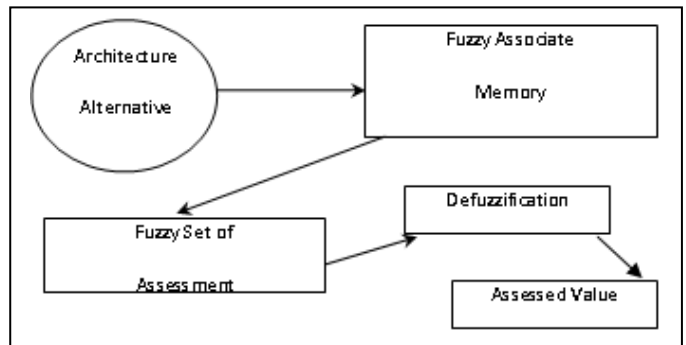 Architecture
Alternative
Fuzzy Associate
Memory
Fuzzy Set of
Assessment
Defuzzification
Assessed Value